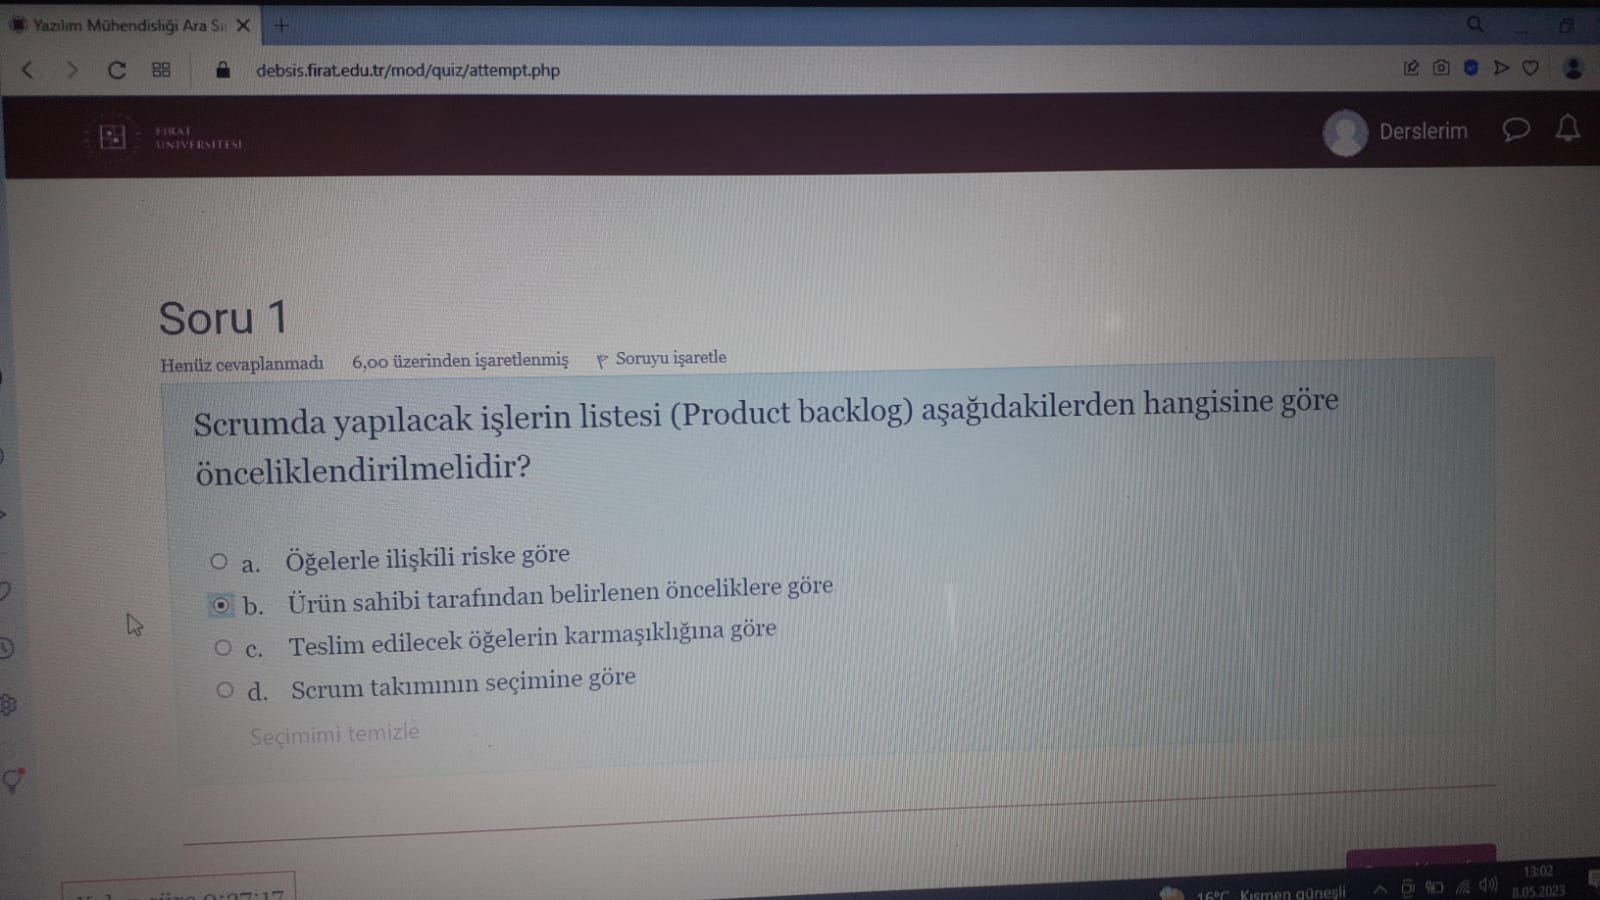 Yazılım Mühendisliği Ara Sı
debsis.firat.edu.tr/mod/quiz/attempt.php
FIRAT
ÜNİVERSİTESİ
Derslerim
Soru 1
Henüz cevaplanmadı 6,00 üzerinden işaretlenmiş Soruyu işaretle
Scrumda yapılacak işlerin listesi (Product backlog) aşağıdakilerden hangisine göre
önceliklendirilmelidir?
a. Öğelerle ilişkili riske göre
b. Ürün sahibi tarafından belirlenen önceliklere göre
c. Teslim edilecek öğelerin karmaşıklığına göre
d. Scrum takımının seçimine göre
Seçimimi temizle
0:27:17
16°C Kısmen güneşli
13:02
8.05.2023